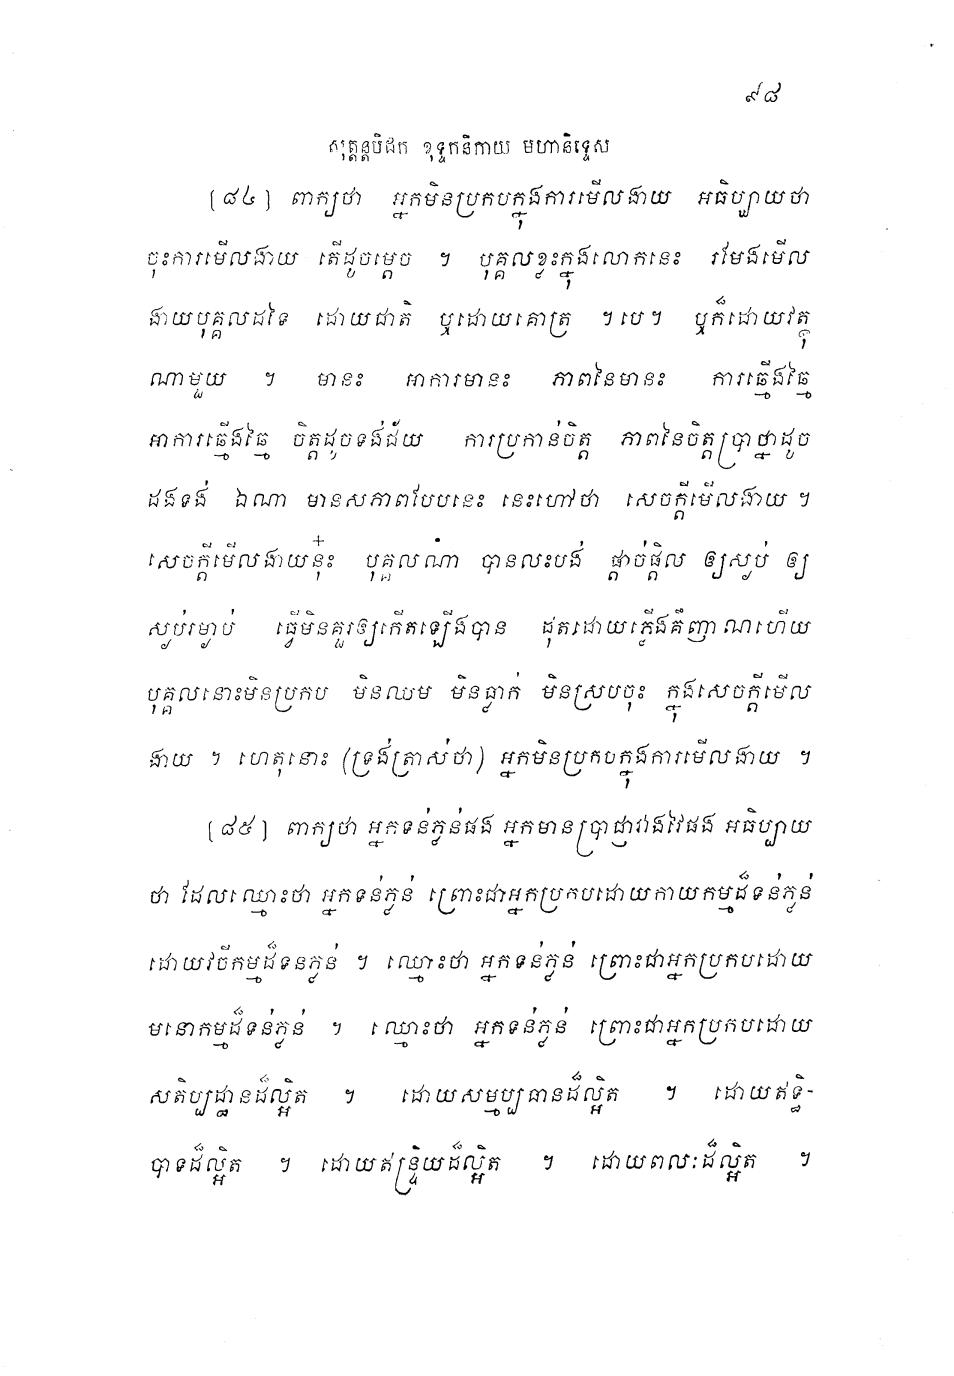 ៩៨
សុត្តន្តបិដក ខុទ្ទកនិកាយ មហានិទ្ទេស
[៨៤] ពាក្យថា អ្នកមិនប្រកបក្នុងការមើលងាយ អធិប្បាយថា
ចុះការមើលងាយ តើដូចម្តេច ។ បុគ្គលខ្លះក្នុងលោកនេះ រមែងមើល
ងាយបុគ្គលដទៃ ដោយជាតិ ឬដោយគោត្រ ។បេ។ ឬក៏ដោយវត្ថុ
ណាមួយ ។ មានះ អាការមានះ ភាពនៃមានះ ការឆ្មើងឆ្មៃ
អាការឆ្មើងឆ្មៃ ចិត្តដូចទង់ជ័យ ការប្រកាន់ចិត្ត ភាពនៃចិត្តប្រាថ្នាដូច
ដងទង់ ឯណា មានសភាពបែបនេះ នេះហៅថា សេចក្តីមើលងាយ ។
សេចក្តីមើលងាយនុ៎ះ បុគ្គលណា បានលះបង់ ផ្តាច់ផ្តិល ឲ្យស្ងប់ ឲ្យ
ស្ងប់រម្ងាប់ ធ្វើមិនគួរឲ្យកើតឡើងបាន ដុតដោយភ្លើងគឺញាណហើយ
បុគ្គលនោះមិនប្រកប មិនឈម មិនធ្លាក់ មិនស្របចុះ ក្នុងសេចក្តីមើល
ងាយ ។ ហេតុនោះ (ទ្រង់ត្រាស់ថា) អ្នកមិនប្រកបក្នុងការមើលងាយ ។
[៨៥] ពាក្យថា អ្នកទន់ភ្លន់ផង អ្នកមានប្រាជ្ញាវាងវៃផង អធិប្បាយ
ថា ដែលឈ្មោះថា អ្នកទន់ភ្លន់ ព្រោះជាអ្នកប្រកបដោយកាយកម្មដ៏ទន់ភ្លន់
ដោយវចីកម្មដ៏ទនភ្លន់ ។ ឈ្មោះថា អ្នកទន់ភ្លន់ ព្រោះជាអ្នកប្រកបដោយ
មនោកម្មដ៏ទន់ភ្លន់ ។ ឈ្មោះថា អ្នកទន់ភ្លន់ ព្រោះជាអ្នកប្រកបដោយ
សតិប្បដ្ឋានដ៏ល្អិត ។ ដោយសម្មប្បធានដ៏ល្អិត ។ ដោយឥទ្ធិ-
បាទដ៏ល្អិត ។ ដោយឥន្ទ្រិយដ៏ល្អិត ។ ដោយពលៈដ៏ល្អិត ។